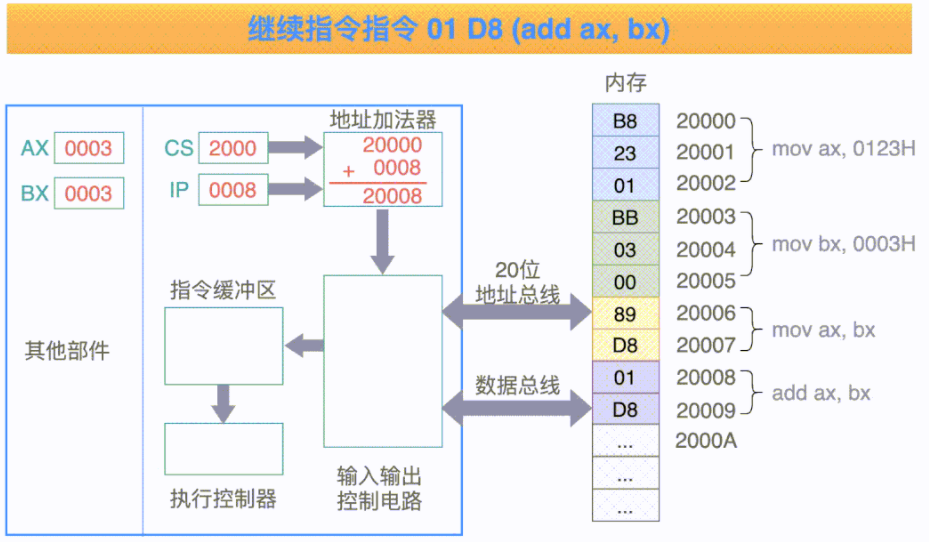 继续指令指令 01 D8 (add ax, bx)
内存
地址加法器
AX 0003
BX 0003
CS 2000
IP 0008
20000
+ 0008
20008
指令缓冲区
其他部件
执行控制器
输入输出
控制电路
20位
地址总线
数据总线
B8 20000
23 20001 mov ax, 0123H
01 20002
BB 20003
03 20004 mov bx, 0003H
00 20005
89 20006
D8 20007 mov ax, bx
01 20008
D8 20009 add ax, bx
... 2000A
...
...